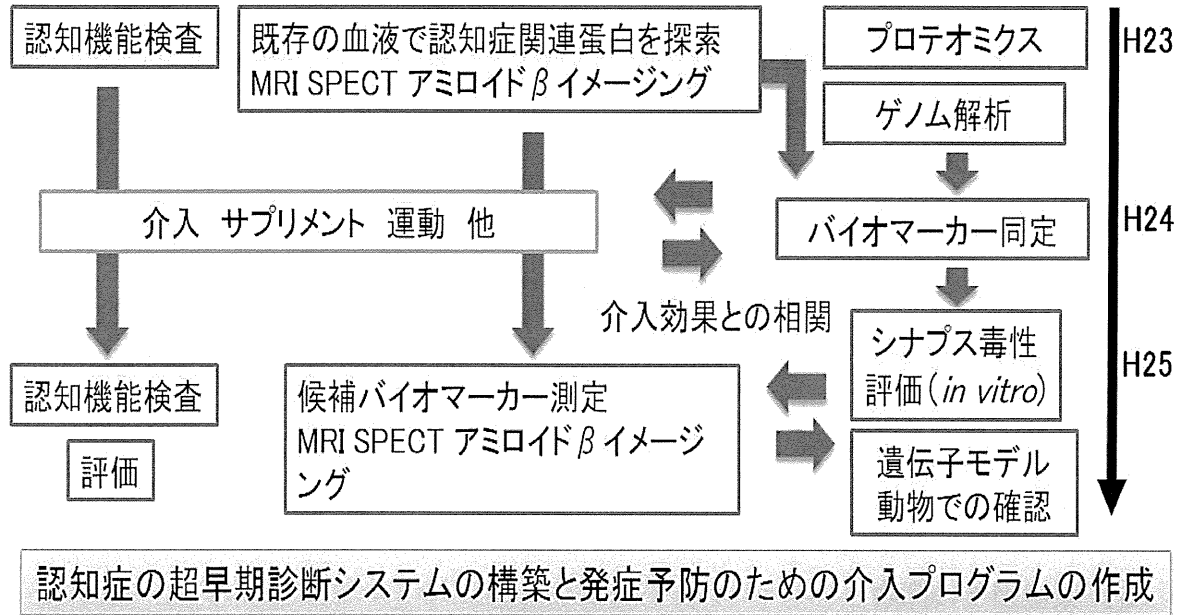 認知機能検査
既存の血液で認知症関連蛋白を探索
MRI SPECT アミロイドβイメージング
プロテオミクス
H23
ゲノム解析
介入 サプリメント 運動 他
バイオマーカー同定
H24
介入効果との相関
シナプス毒性
評価(in vitro)
H25
認知機能検査
候補バイオマーカー測定
MRI SPECT アミロイドβイメージ
ング
評価
遺伝子モデル
動物での確認
認知症の超早期診断システムの構築と発症予防のための介入プログラムの作成